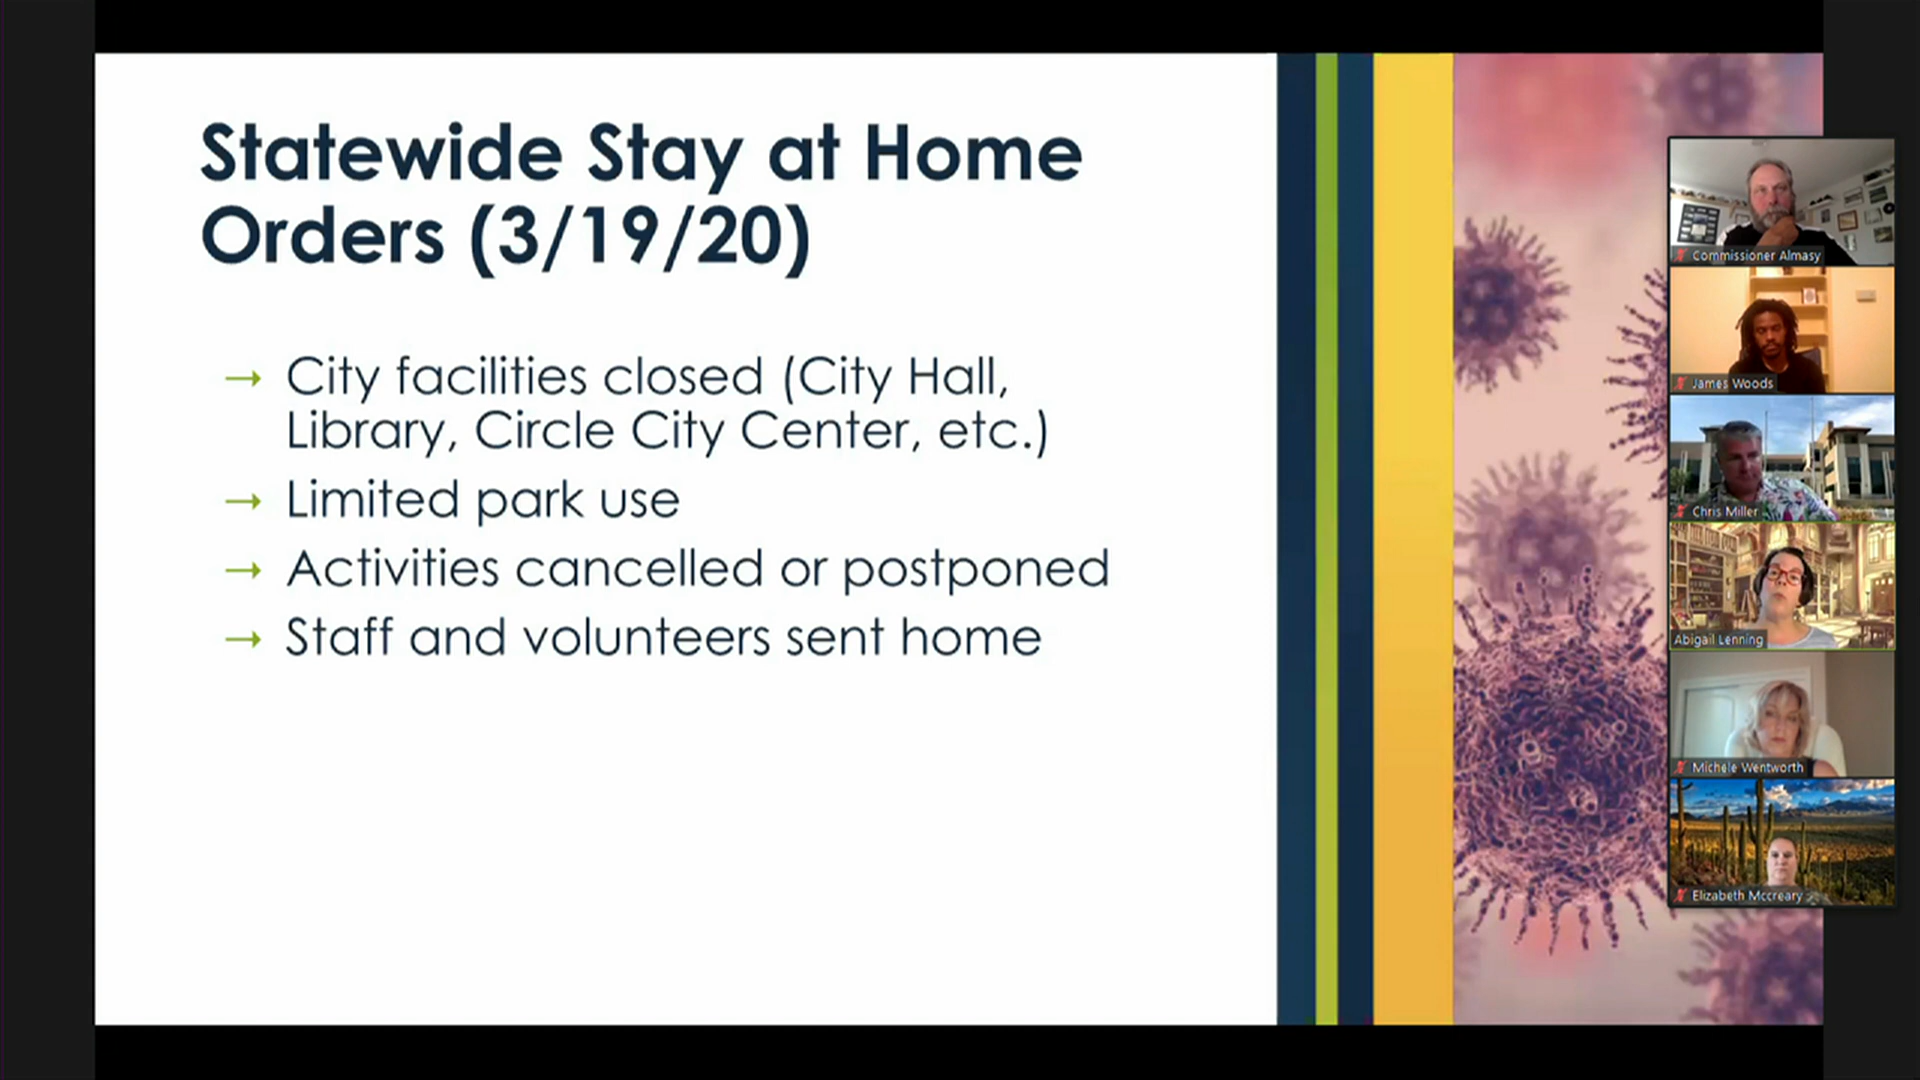 Statewide Stay at Home
Orders (3/19/20)
→ City facilities closed (City Hall,
Library, Circle City Center, etc.)
→ Limited park use
→ Activities cancelled or postponed
→ Staff and volunteers sent home
Commissioner Almasy
James Woods
Chris Miller
Abigail Lenning
Michele Wentworth
Elizabeth Mccreary